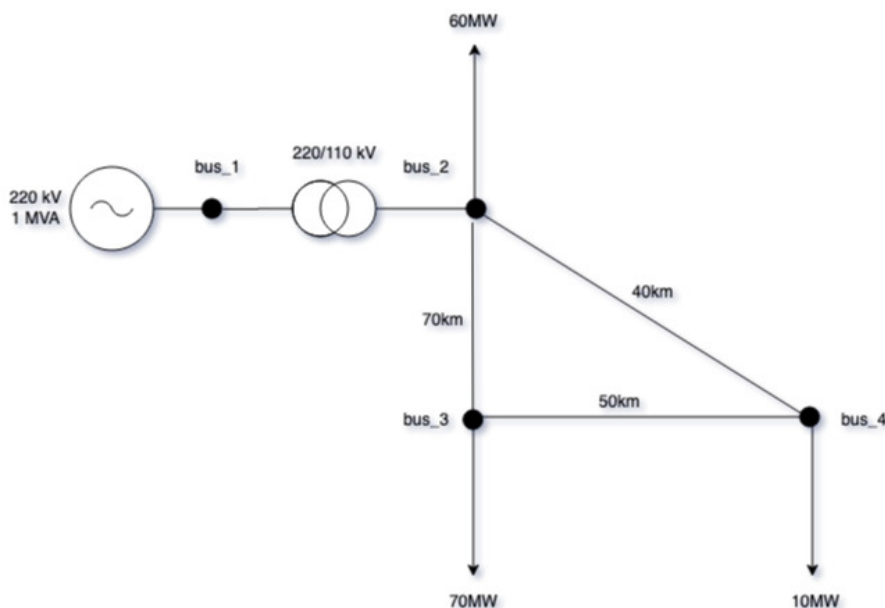 60MW
220/110 kV
bus_1
bus_2
220 kV
1 MVA
40km
70km
50km
bus_3
bus_4
70MW
10MW